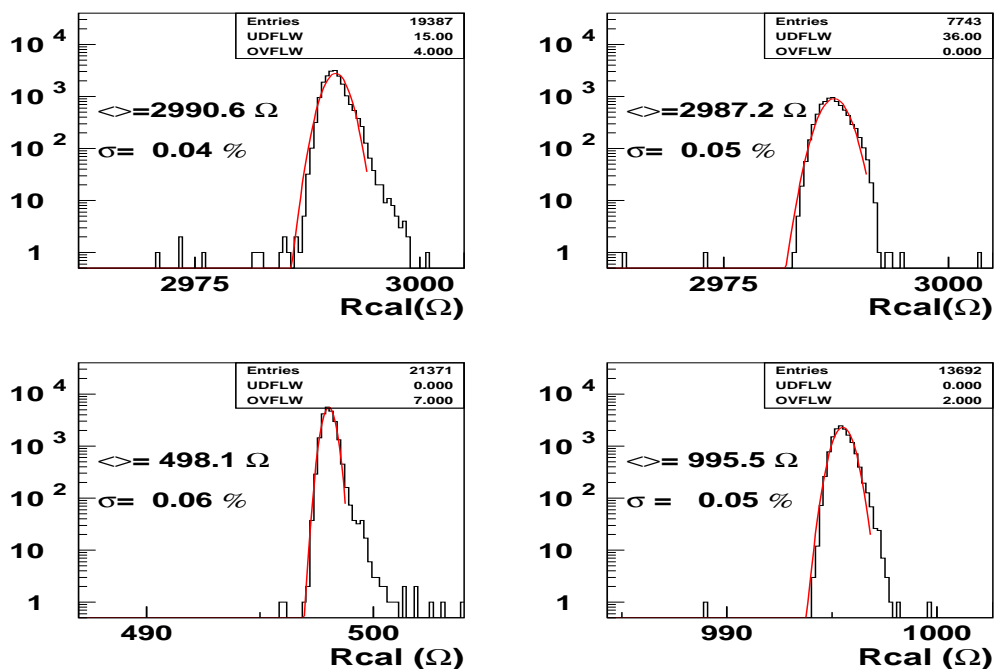 Entries 19387
UDFLW 15.00
OVFLW 4.000
10 4
10 3
10 2
10
1
<>=2990.6 Ω
σ= 0.04 %
2975 3000
Rcal(Ω)
Entries 7743
UDFLW 36.00
OVFLW 0.000
10 4
10 3
10 2
10
1
<>=2987.2 Ω
σ= 0.05 %
2975 3000
Rcal(Ω)
Entries 21371
UDFLW 0.000
OVFLW 7.000
10 4
10 3
10 2
10
1
<>= 498.1 Ω
σ= 0.06 %
490 500
Rcal (Ω)
Entries 13692
UDFLW 0.000
OVFLW 2.000
10 4
10 3
10 2
10
1
<>= 995.5 Ω
σ = 0.05 %
990 1000
Rcal (Ω)